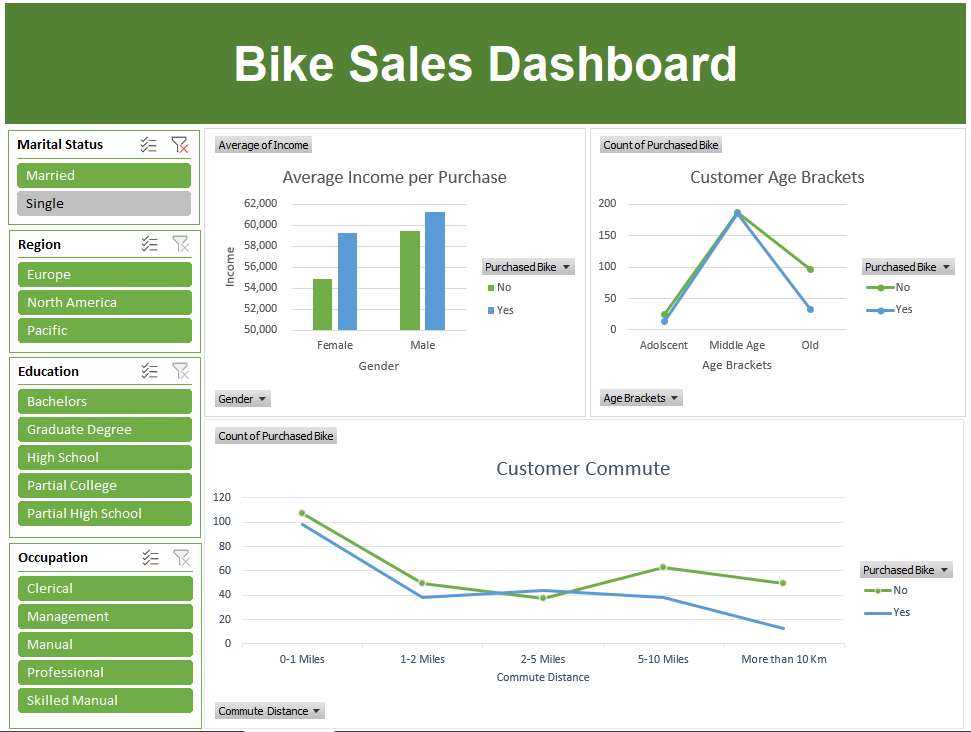 Bike Sales Dashboard
Marital Status
Married
Single
Region
Europe
North America
Pacific
Education
Bachelors
Graduate Degree
High School
Partial College
Partial High School
Occupation
Clerical
Management
Manual
Professional
Skilled Manual
Average of Income
Average Income per Purchase
62,000
60,000
58,000
56,000
54,000
52,000
50,000
Income
Female Male
Gender
Purchased Bike
No
Yes
Gender
Count of Purchased Bike
Customer Age Brackets
200
150
100
50
0
Adolscent Middle Age Old
Age Brackets
Purchased Bike
No
Yes
Age Brackets
Count of Purchased Bike
Customer Commute
120
100
80
60
40
20
0
0-1 Miles 1-2 Miles 2-5 Miles 5-10 Miles More than 10 Km
Commute Distance
Purchased Bike
No
Yes
Commute Distance